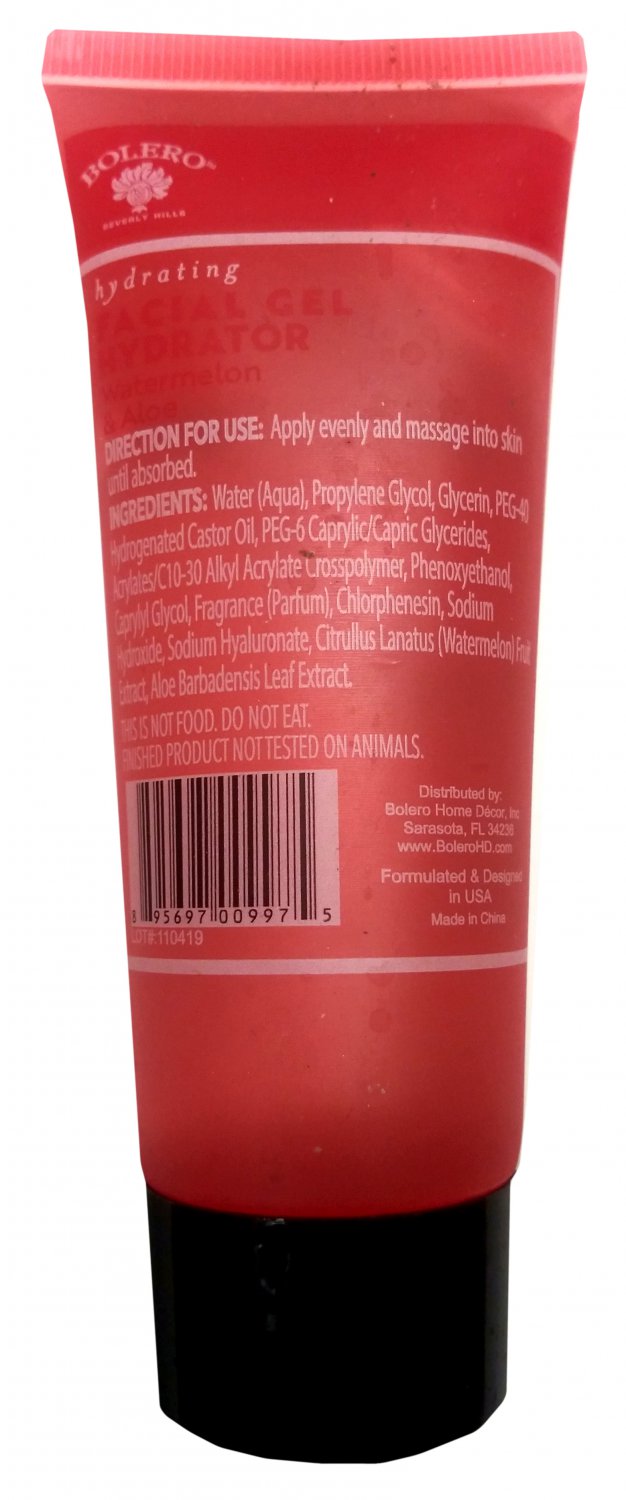 BOLERO™
BEVERLY HILLS
hydrating
FACIAL GEL
HYDRATOR
Watermelon
& Aloe
DIRECTION FOR USE: Apply evenly and massage into skin
until absorbed.
INGREDIENTS: Water (Aqua), Propylene Glycol, Glycerin, PEG-40
Hydrogenated Castor Oil, PEG-6 Caprylic/Capric Glycerides,
Acrylates/C10-30 Alkyl Acrylate Crosspolymer, Phenoxyethanol,
Caprylyl Glycol, Fragrance (Parfum), Chlorphenesin, Sodium
Hydroxide, Sodium Hyaluronate, Citrullus Lanatus (Watermelon) Fruit
Extract, Aloe Barbadensis Leaf Extract.
THIS IS NOT FOOD. DO NOT EAT.
FINISHED PRODUCT NOT TESTED ON ANIMALS.
8 95697 00997 5
LOT#:110419
Distributed by:
Bolero Home Décor, Inc
Sarasota, FL 34236
www.BoleroHD.com
Formulated & Designed
in USA
Made in China